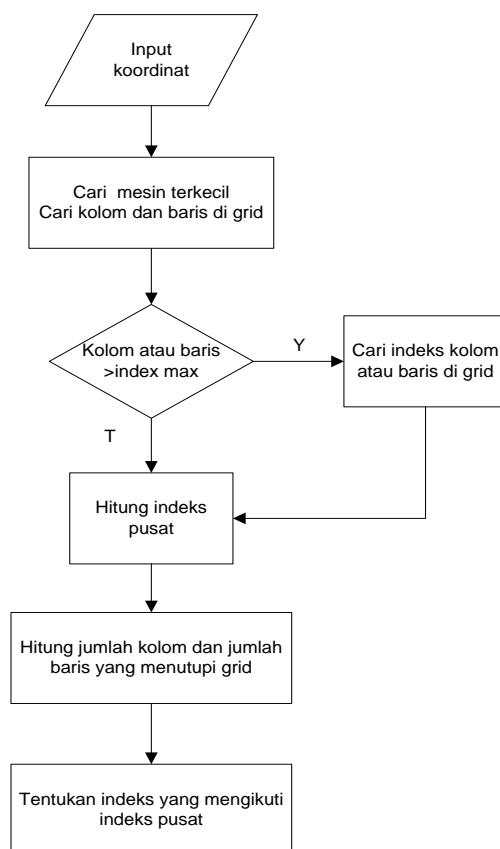 Input
koordinat
Cari mesin terkecil
Cari kolom dan baris di grid
Kolom atau baris
>index max
Y
Cari indeks kolom
atau baris di grid
T
Hitung indeks
pusat
Hitung jumlah kolom dan jumlah
baris yang menutupi grid
Tentukan indeks yang mengikuti
indeks pusat